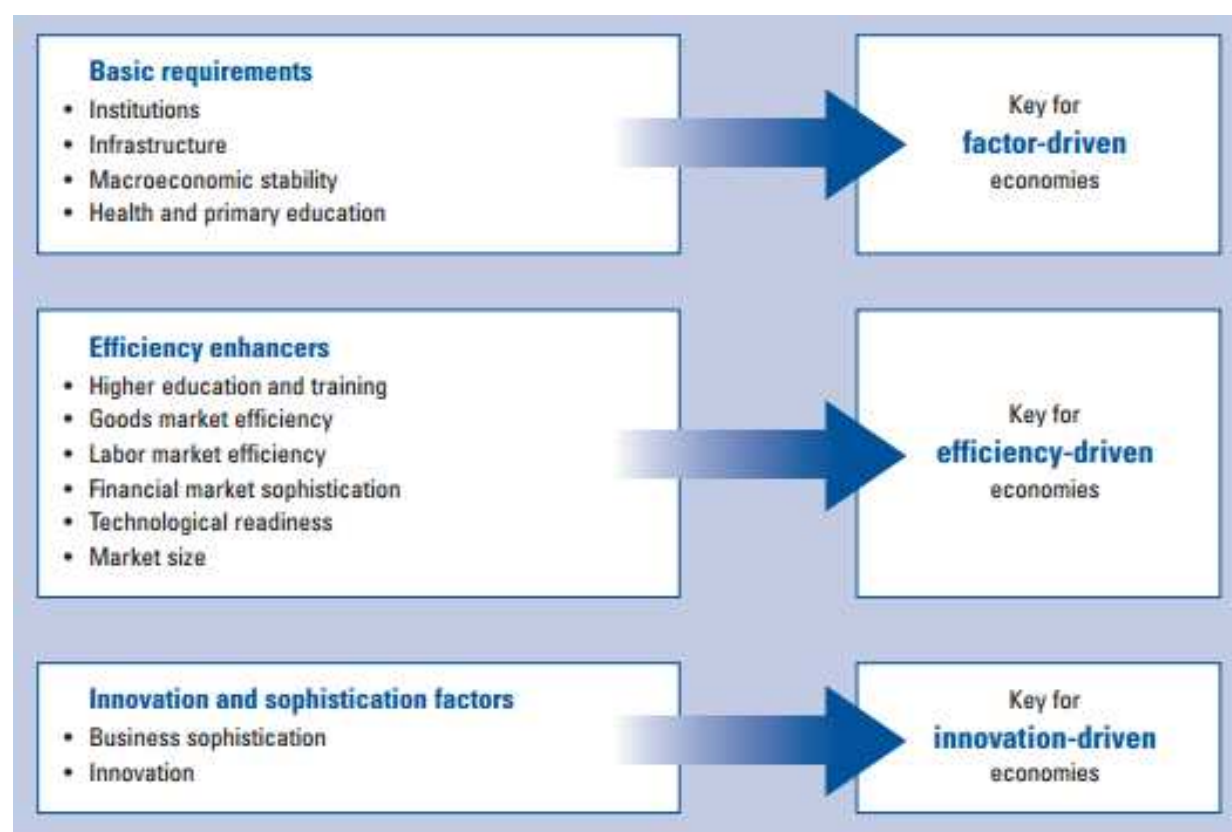 Basic requirements
• Institutions
• Infrastructure
• Macroeconomic stability
• Health and primary education
Key for
factor-driven
economies
Efficiency enhancers
• Higher education and training
• Goods market efficiency
• Labor market efficiency
• Financial market sophistication
• Technological readiness
• Market size
Key for
efficiency-driven
economies
Innovation and sophistication factors
• Business sophistication
• Innovation
Key for
innovation-driven
economies